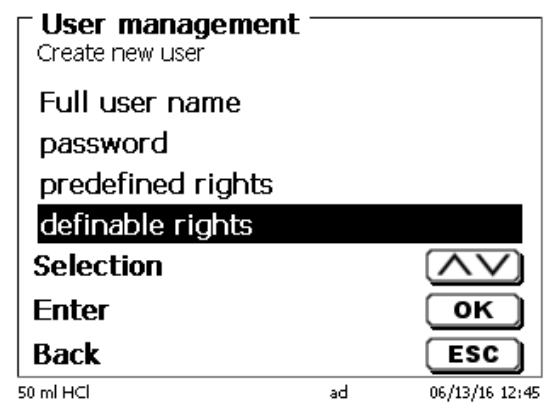 User management
Create new user
Full user name
password
predefined rights
definable rights
Selection
Enter OK
Back ESC
50 ml HCl ad 06/13/16 12:45